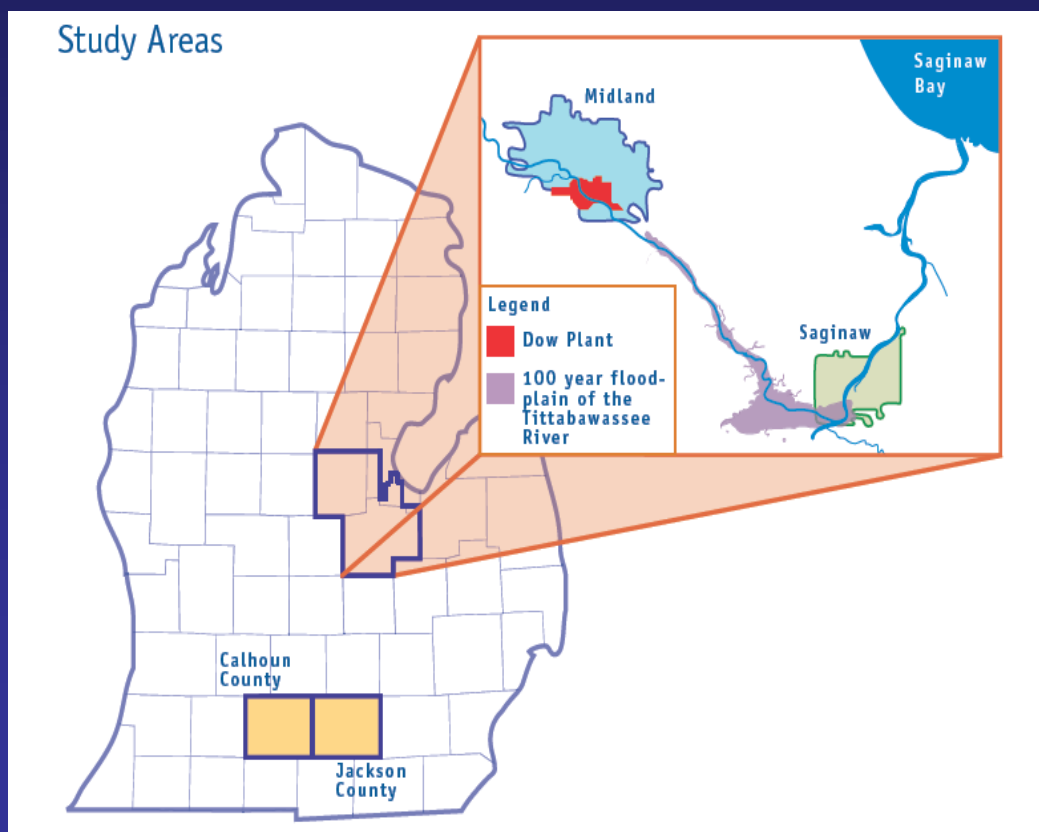 Study Areas
Saginaw
Bay
Midland
Legend
Dow Plant
100 year flood-
plain of the
Tittabawassee
River
Saginaw
Calhoun
County
Jackson
County